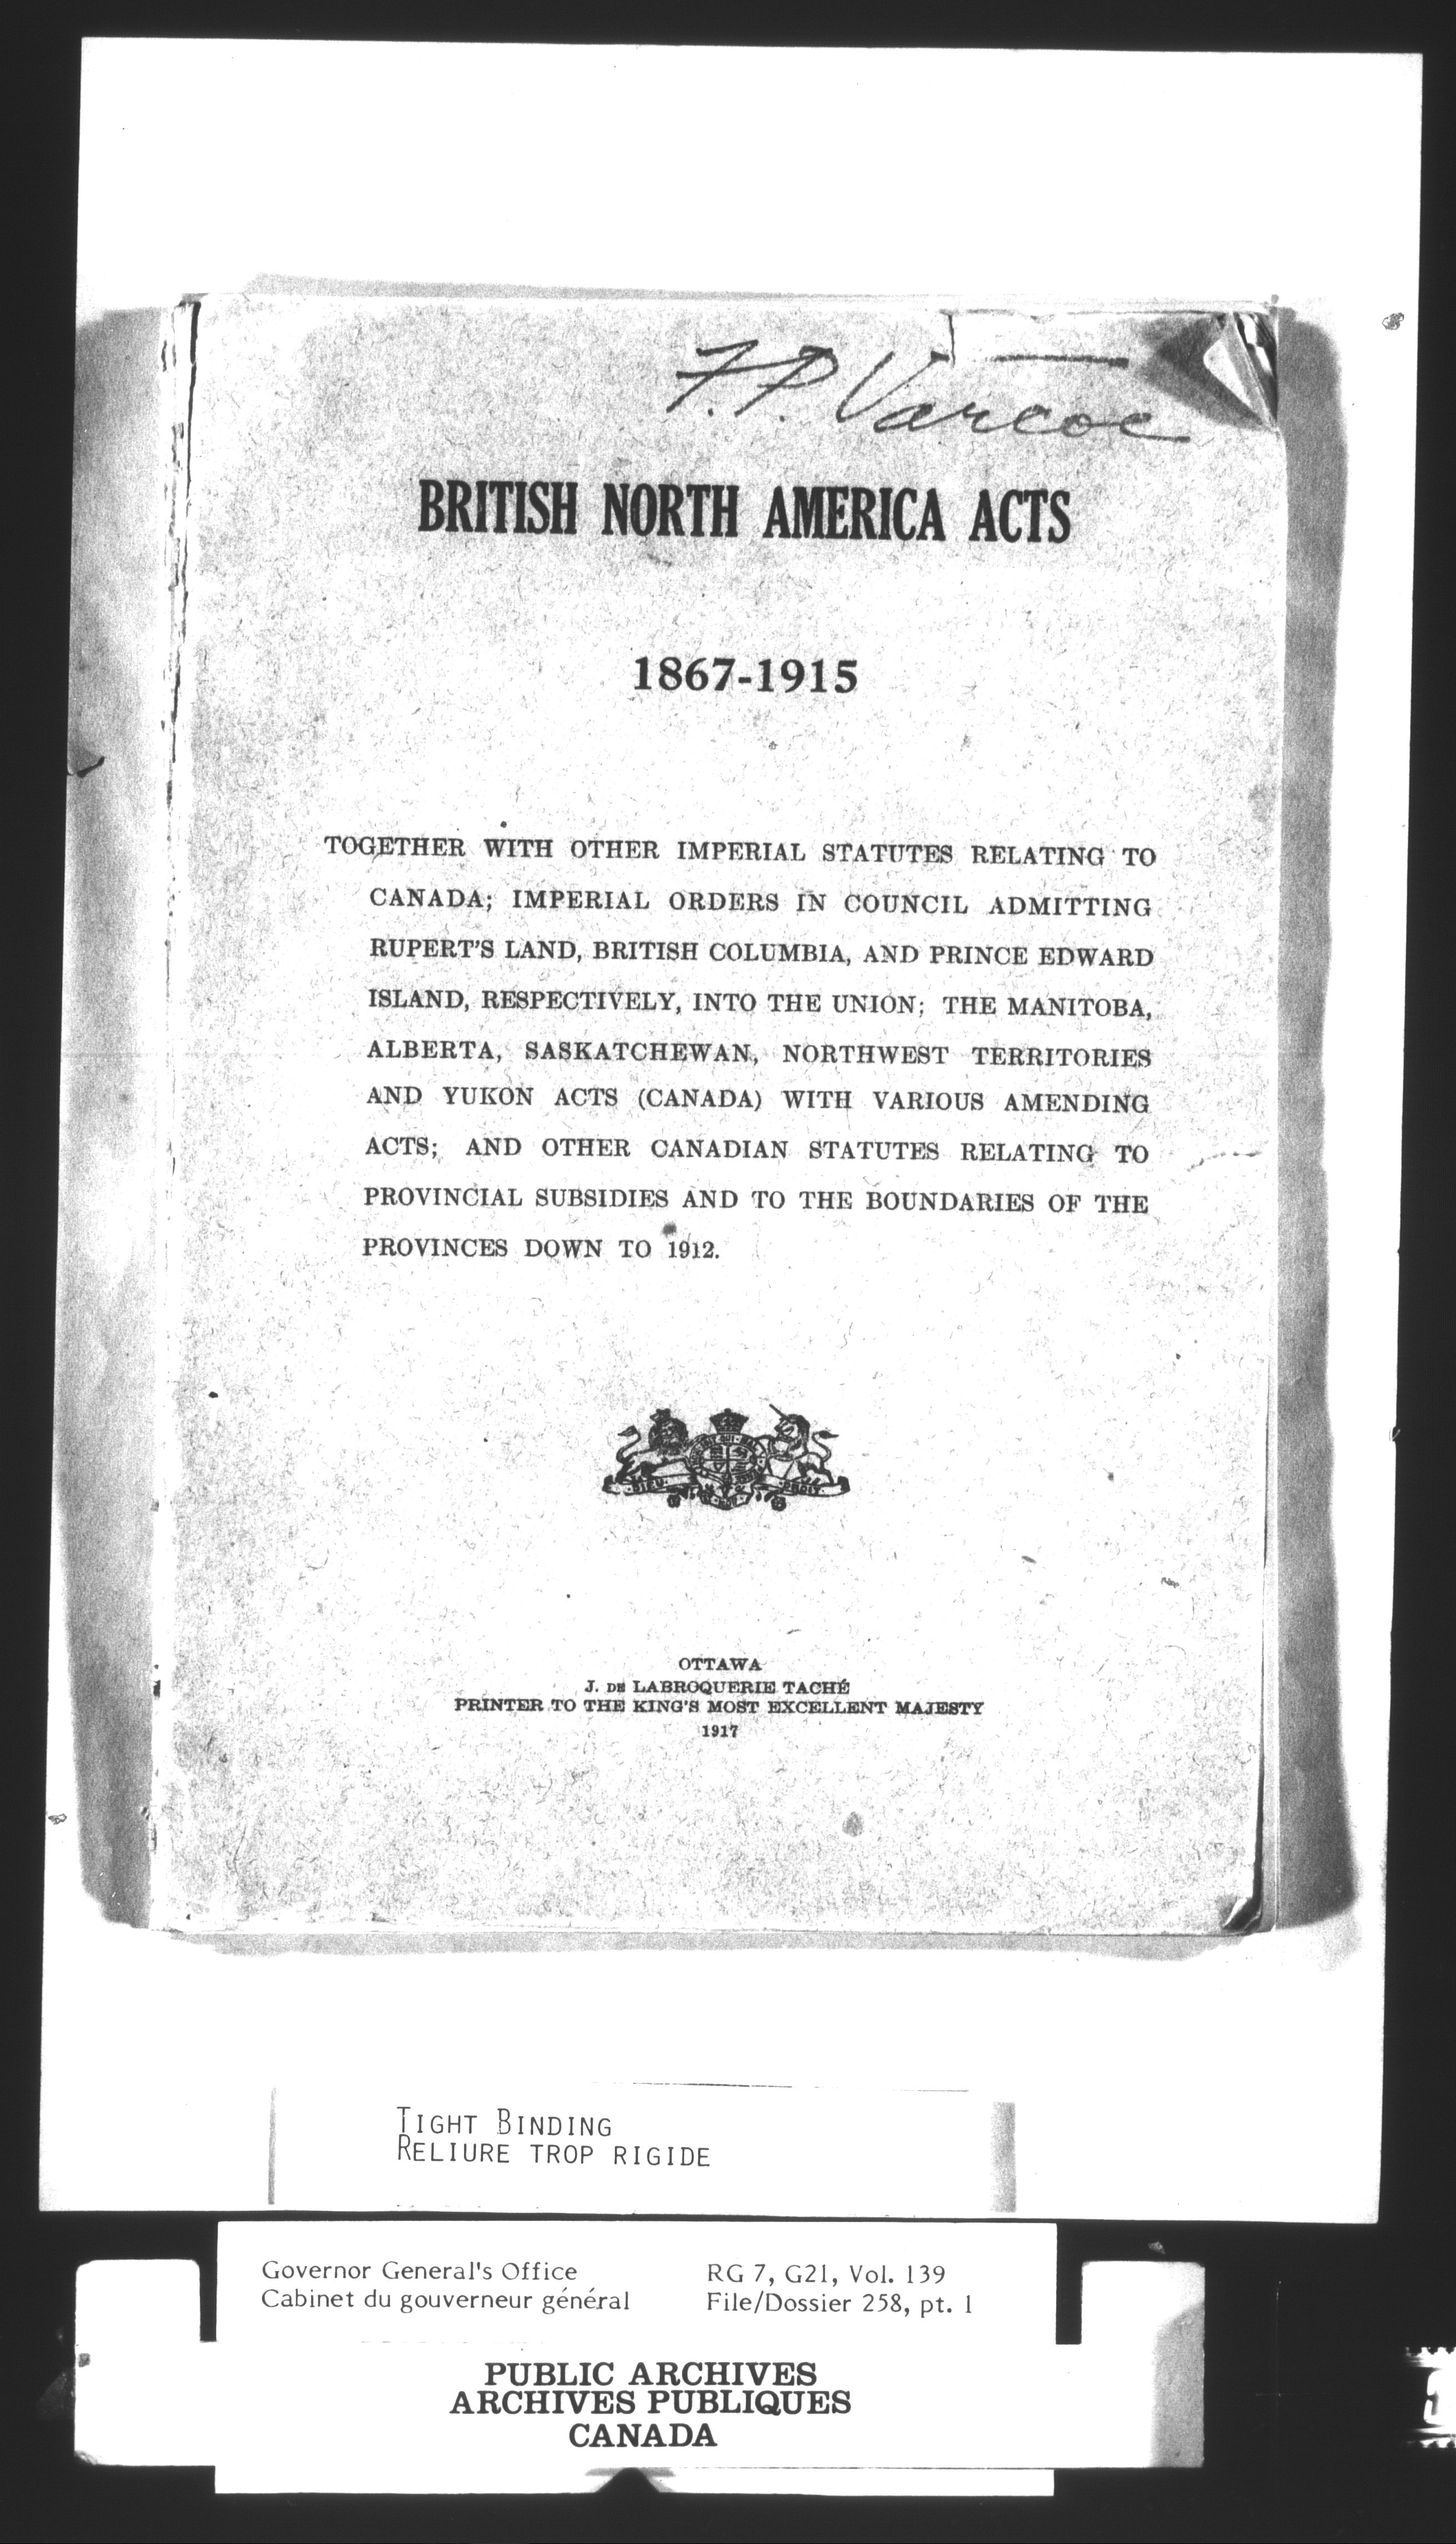 F.P. Varcoe
BRITISH NORTH AMERICA ACTS
1867-1915
TOGETHER WITH OTHER IMPERIAL STATUTES RELATING TO
CANADA; IMPERIAL ORDERS IN COUNCIL ADMITTING
RUPERT'S LAND, BRITISH COLUMBIA, AND PRINCE EDWARD
ISLAND, RESPECTIVELY, INTO THE UNION; THE MANITOBA,
ALBERTA, SASKATCHEWAN, NORTHWEST TERRITORIES
AND YUKON ACTS (CANADA) WITH VARIOUS AMENDING
ACTS; AND OTHER CANADIAN STATUTES RELATING TO
PROVINCIAL SUBSIDIES AND TO THE BOUNDARIES OF THE
PROVINCES DOWN TO 1912.
DIEU DROIT
OTTAWA
J. DE LABROQUERIE TACHÉ
PRINTER TO THE KING'S MOST EXCELLENT MAJESTY
1917
TIGHT BINDING
RELIURE TROP RIGIDE
Governor General's Office RG 7, G21, Vol. 139
Cabinet du gouverneur général File/Dossier 258, pt. 1
PUBLIC ARCHIVES
ARCHIVES PUBLIQUES
CANADA